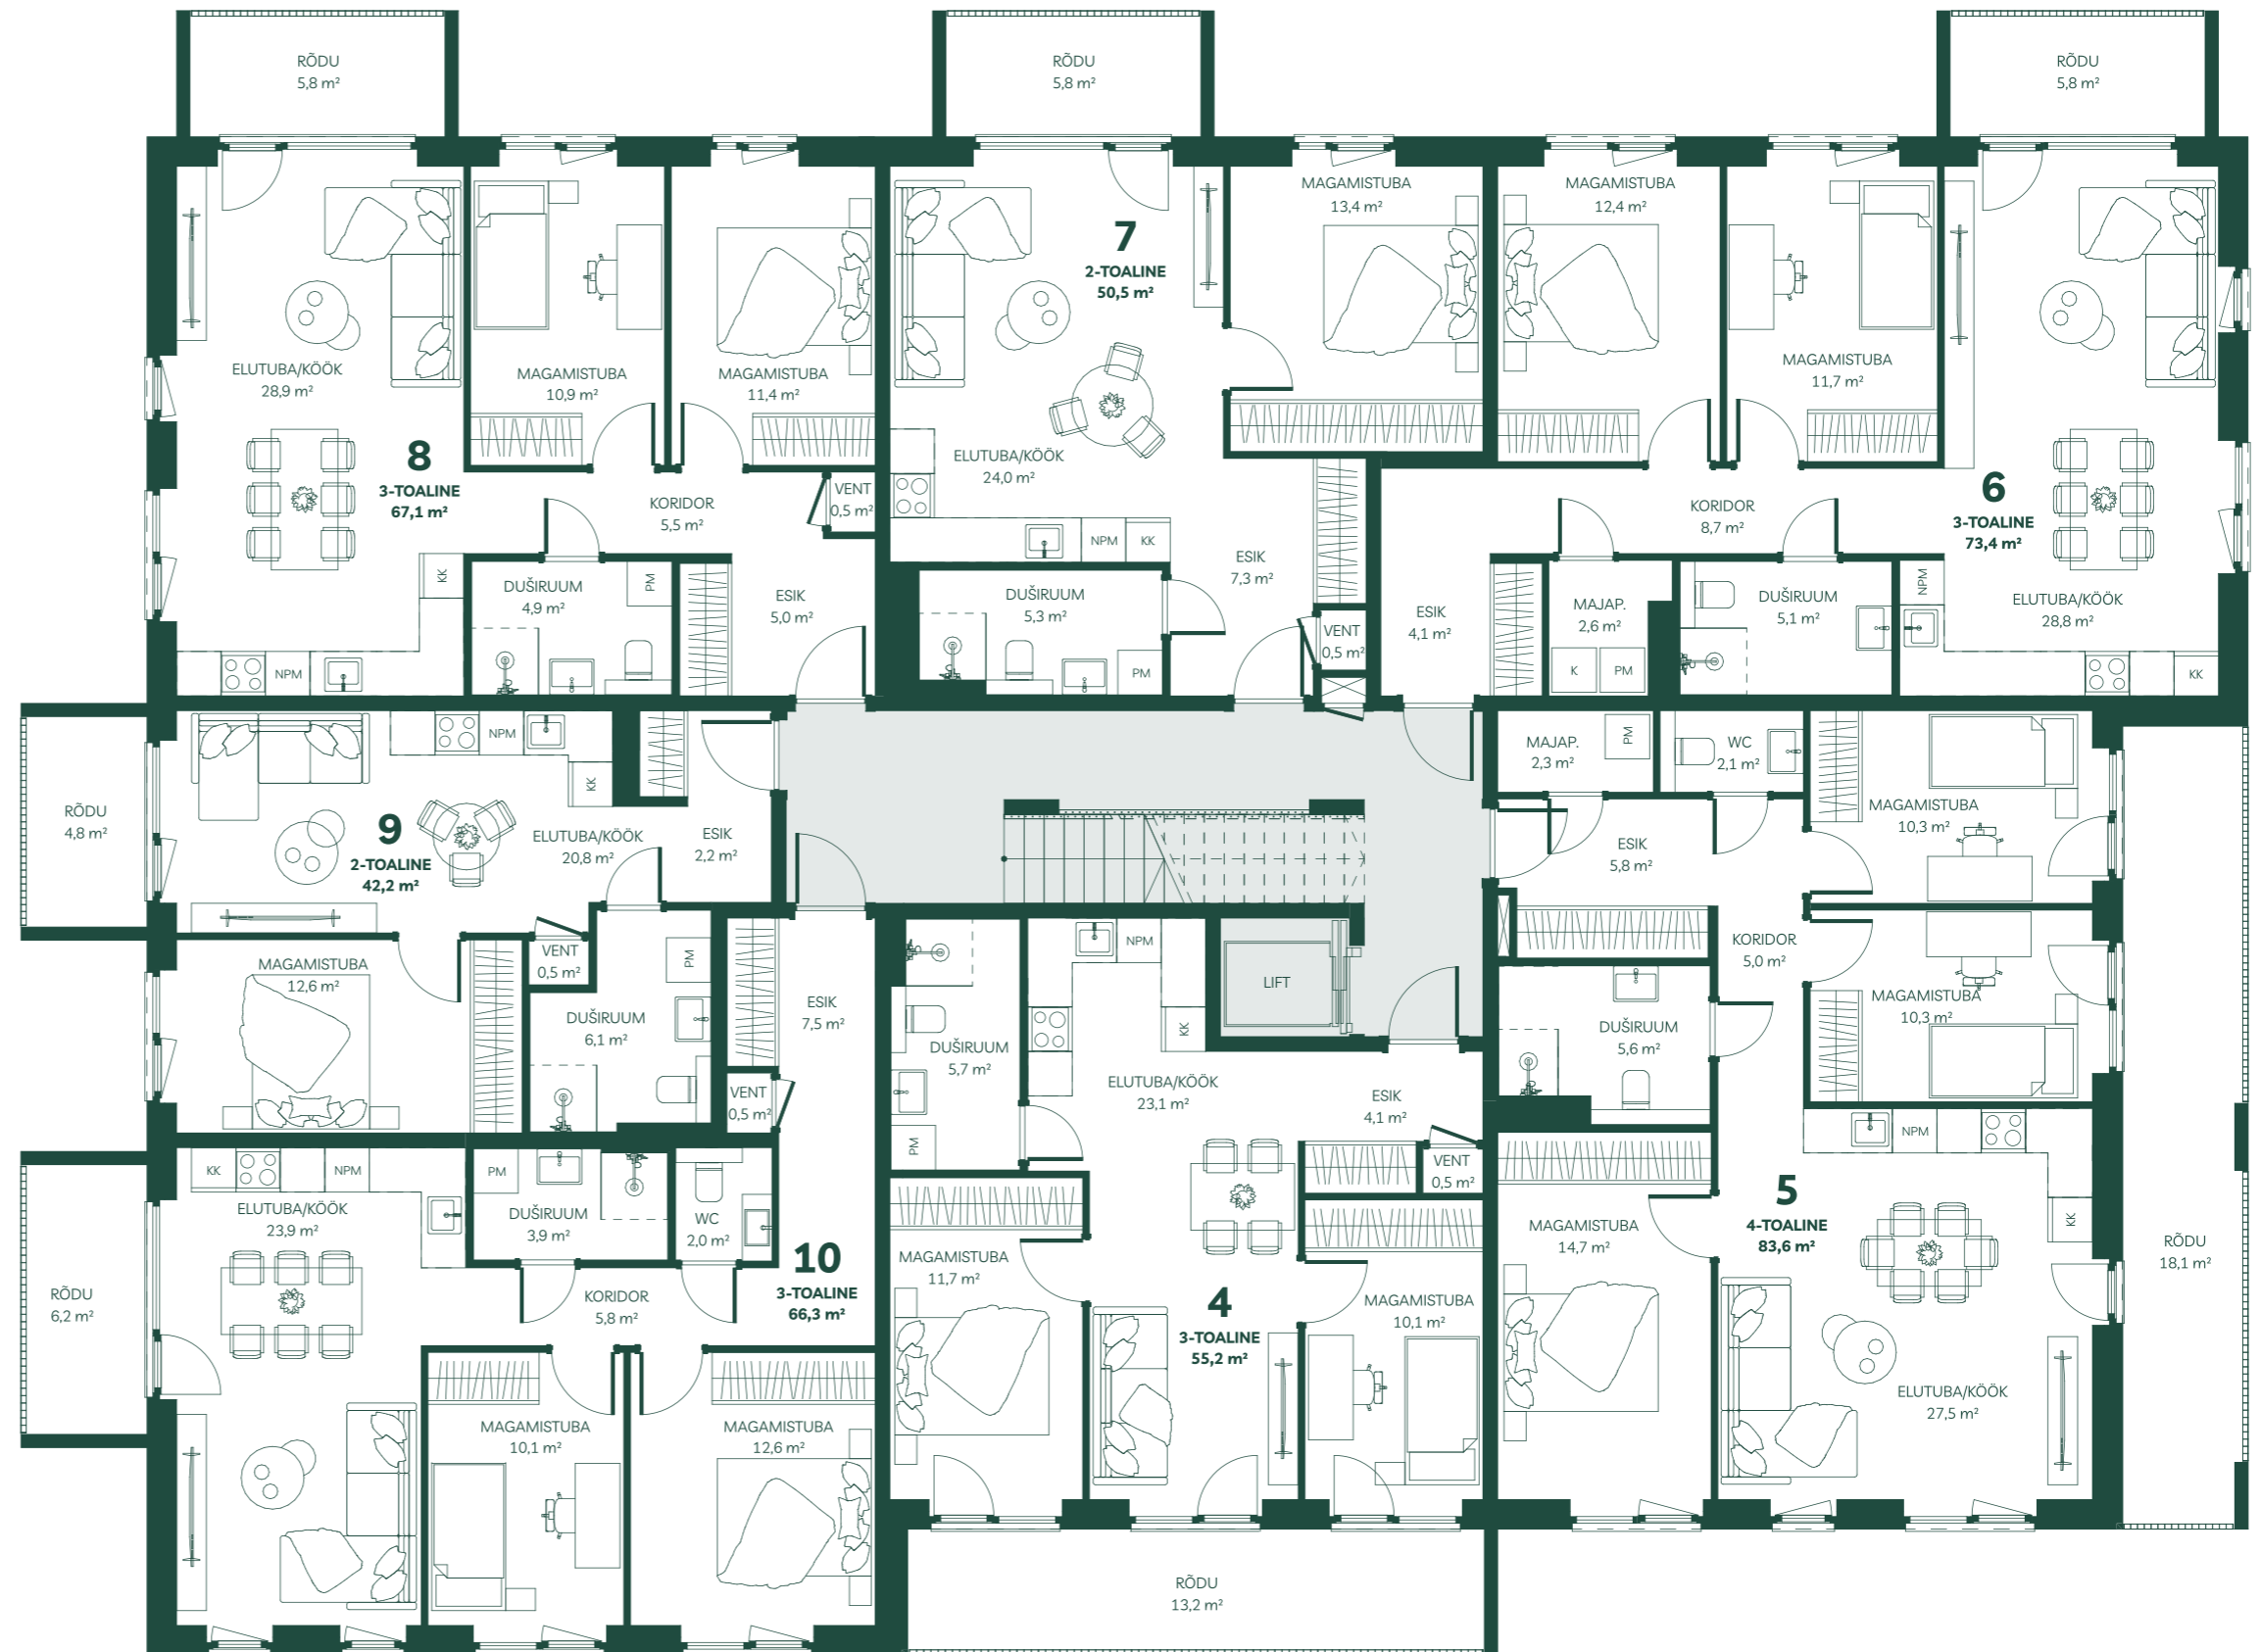 RÕDU
5,8 m²
RÕDU
5,8 m²
RÕDU
5,8 m²
ELUTUBA/KÖÖK
28,9 m²
8
3-TOALINE
67,1 m²
MAGAMISTUBA
10,9 m²
MAGAMISTUBA
11,4 m²
KORIDOR
5,5 m²
VENT
0,5 m²
DUŠIRUUM
4,9 m²
PM
ESIK
5,0 m²
KK
NPM
7
2-TOALINE
50,5 m²
MAGAMISTUBA
13,4 m²
ELUTUBA/KÖÖK
24,0 m²
NPM
KK
DUŠIRUUM
5,3 m²
PM
ESIK
7,3 m²
VENT
0,5 m²
MAGAMISTUBA
12,4 m²
MAGAMISTUBA
11,7 m²
6
3-TOALINE
73,4 m²
KORIDOR
8,7 m²
ESIK
4,1 m²
MAJAP.
2,6 m²
K
PM
DUŠIRUUM
5,1 m²
NPM
ELUTUBA/KÖÖK
28,8 m²
KK
RÕDU
4,8 m²
9
2-TOALINE
42,2 m²
NPM
KK
ELUTUBA/KÖÖK
20,8 m²
ESIK
2,2 m²
MAGAMISTUBA
12,6 m²
VENT
0,5 m²
PM
DUŠIRUUM
6,1 m²
ESIK
7,5 m²
VENT
0,5 m²
RÕDU
6,2 m²
KK
NPM
ELUTUBA/KÖÖK
23,9 m²
PM
DUŠIRUUM
3,9 m²
WC
2,0 m²
10
3-TOALINE
66,3 m²
KORIDOR
5,8 m²
MAGAMISTUBA
10,1 m²
MAGAMISTUBA
12,6 m²
LIFT
NPM
KK
DUŠIRUUM
5,7 m²
PM
ELUTUBA/KÖÖK
23,1 m²
ESIK
4,1 m²
VENT
0,5 m²
MAGAMISTUBA
11,7 m²
4
3-TOALINE
55,2 m²
MAGAMISTUBA
10,1 m²
RÕDU
13,2 m²
MAJAP.
2,3 m²
PM
WC
2,1 m²
MAGAMISTUBA
10,3 m²
ESIK
5,8 m²
KORIDOR
5,0 m²
MAGAMISTUBA
10,3 m²
DUŠIRUUM
5,6 m²
NPM
KK
MAGAMISTUBA
14,7 m²
5
4-TOALINE
83,6 m²
ELUTUBA/KÖÖK
27,5 m²
RÕDU
18,1 m²